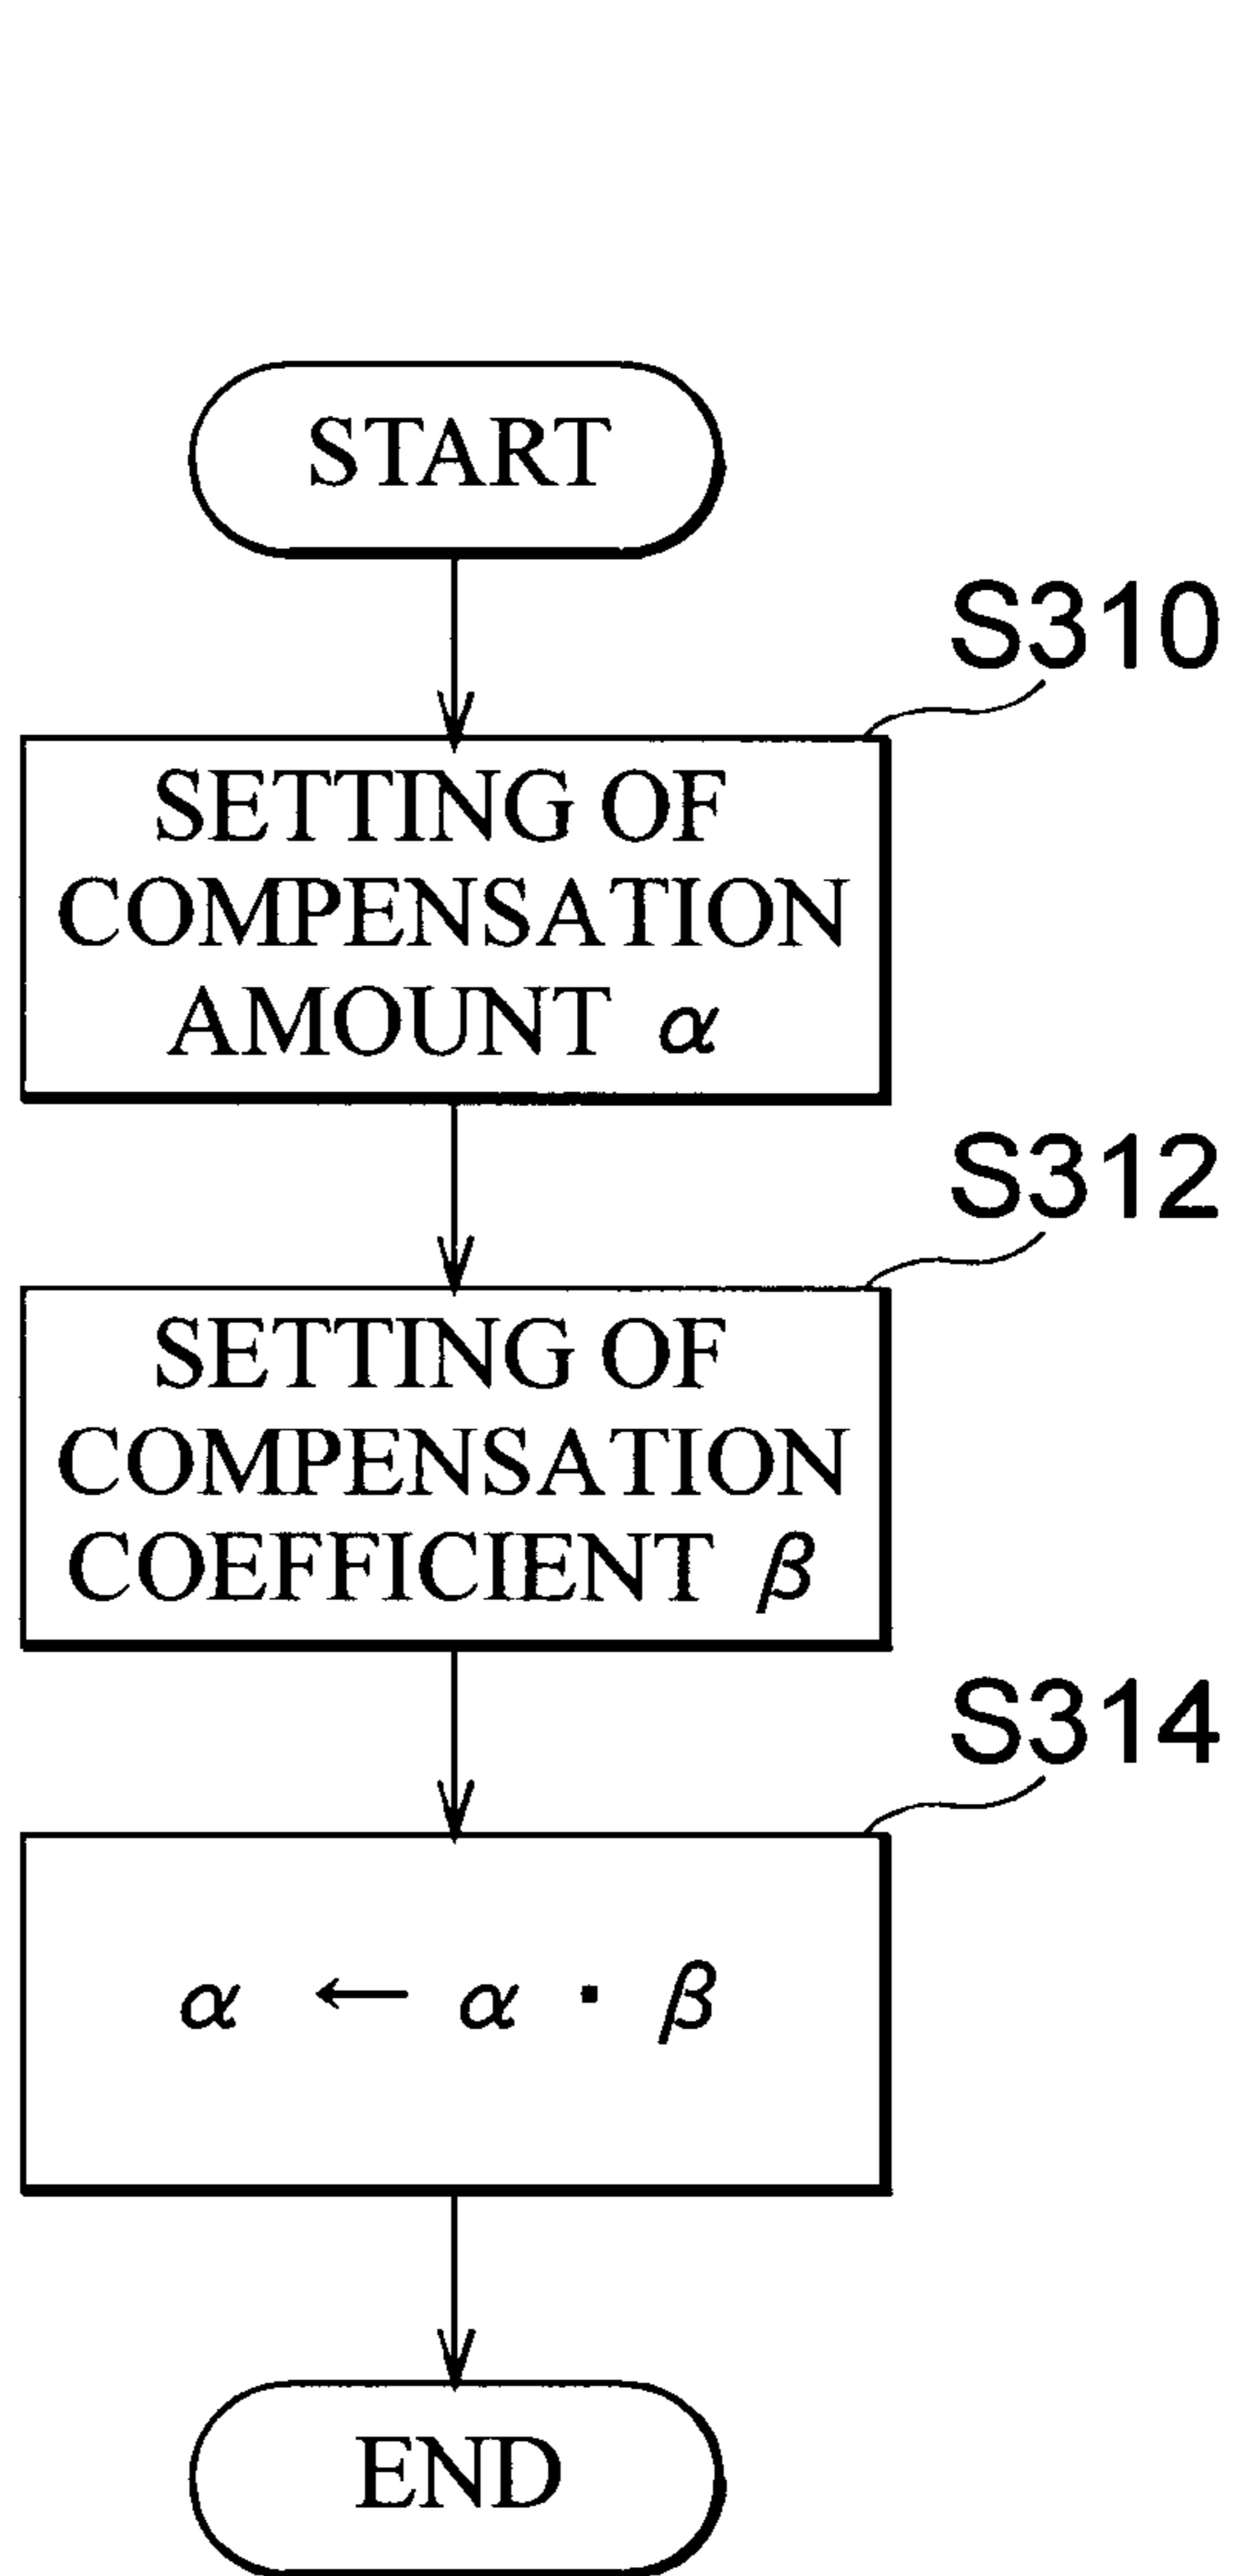 START
S310
SETTING OF
COMPENSATION
AMOUNT α
S312
SETTING OF
COMPENSATION
COEFFICIENT β
S314
α ← α · β
END